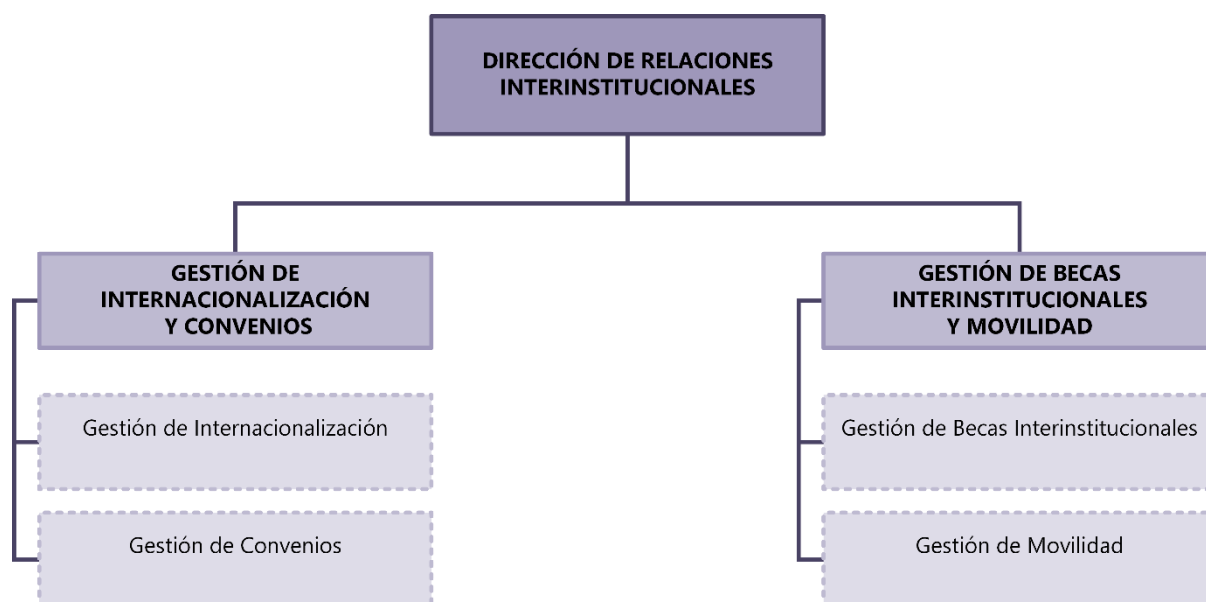 DIRECCIÓN DE RELACIONES
INTERINSTITUCIONALES
GESTIÓN DE
INTERNACIONALIZACIÓN
Y CONVENIOS
Gestión de Internacionalización
Gestión de Convenios
GESTIÓN DE BECAS
INTERINSTITUCIONALES
Y MOVILIDAD
Gestión de Becas Interinstitucionales
Gestión de Movilidad